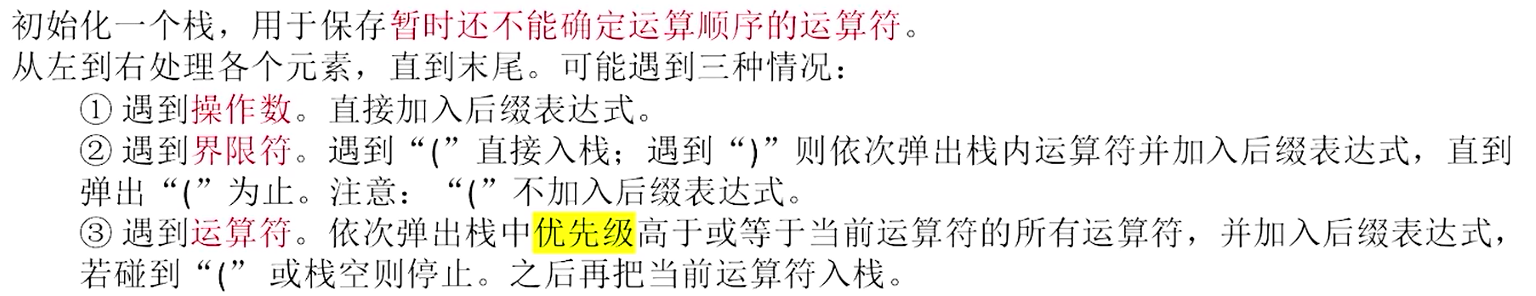 初始化一个栈，用于保存暂时还不能确定运算顺序的运算符。
从左到右处理各个元素，直到末尾。可能遇到三种情况：
① 遇到操作数。直接加入后缀表达式。
② 遇到界限符。遇到“(”直接入栈；遇到“)”则依次弹出栈内运算符并加入后缀表达式，直到
弹出“(”为止。注意：“(”不加入后缀表达式。
③ 遇到运算符。依次弹出栈中优先级高于或等于当前运算符的所有运算符，并加入后缀表达式，
若碰到“(” 或栈空则停止。之后再把当前运算符入栈。